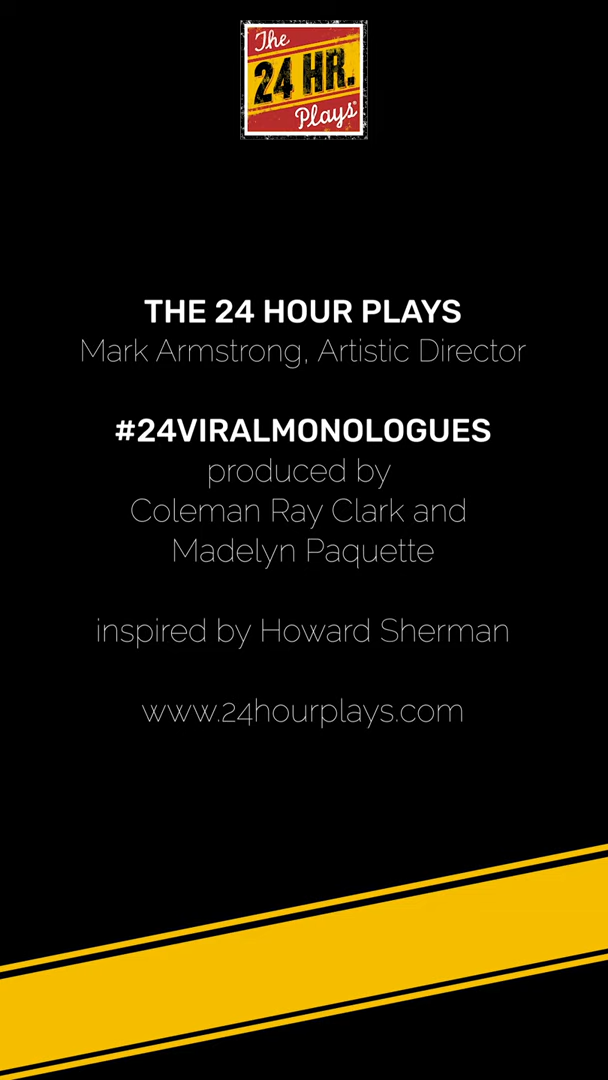 The
24 HR.
Plays®
THE 24 HOUR PLAYS
Mark Armstrong, Artistic Director
#24VIRALMONOLOGUES
produced by
Coleman Ray Clark and
Madelyn Paquette
inspired by Howard Sherman
www.24hourplays.com